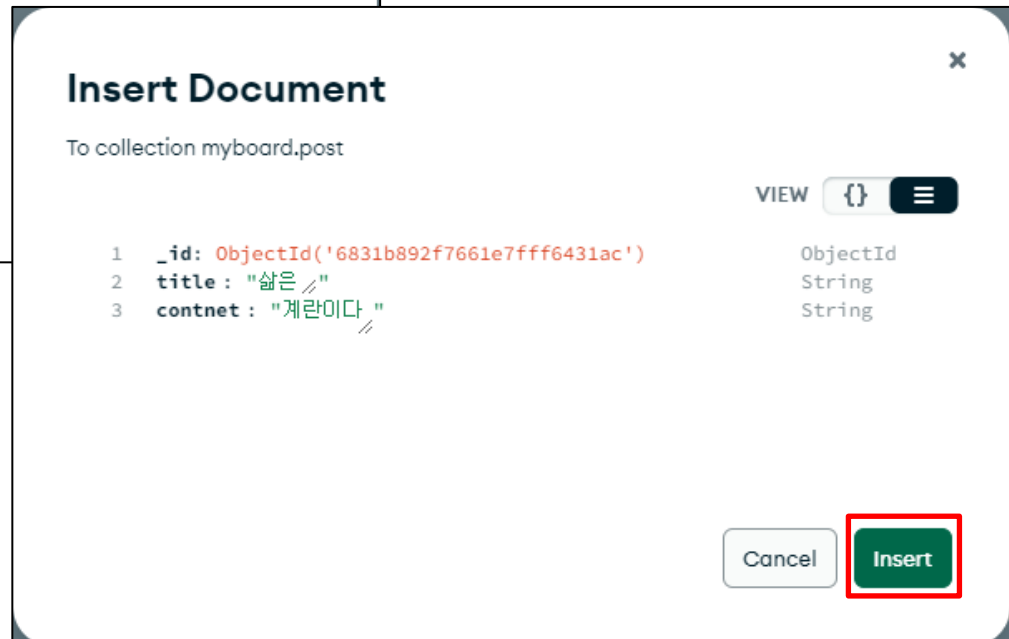 Insert Document
To collection myboard.post
VIEW {}
1 _id: ObjectId('6831b892f7661e7fff6431ac') ObjectId
2 title : "삶은 " String
3 contnet : "계란이다 " String
Cancel Insert